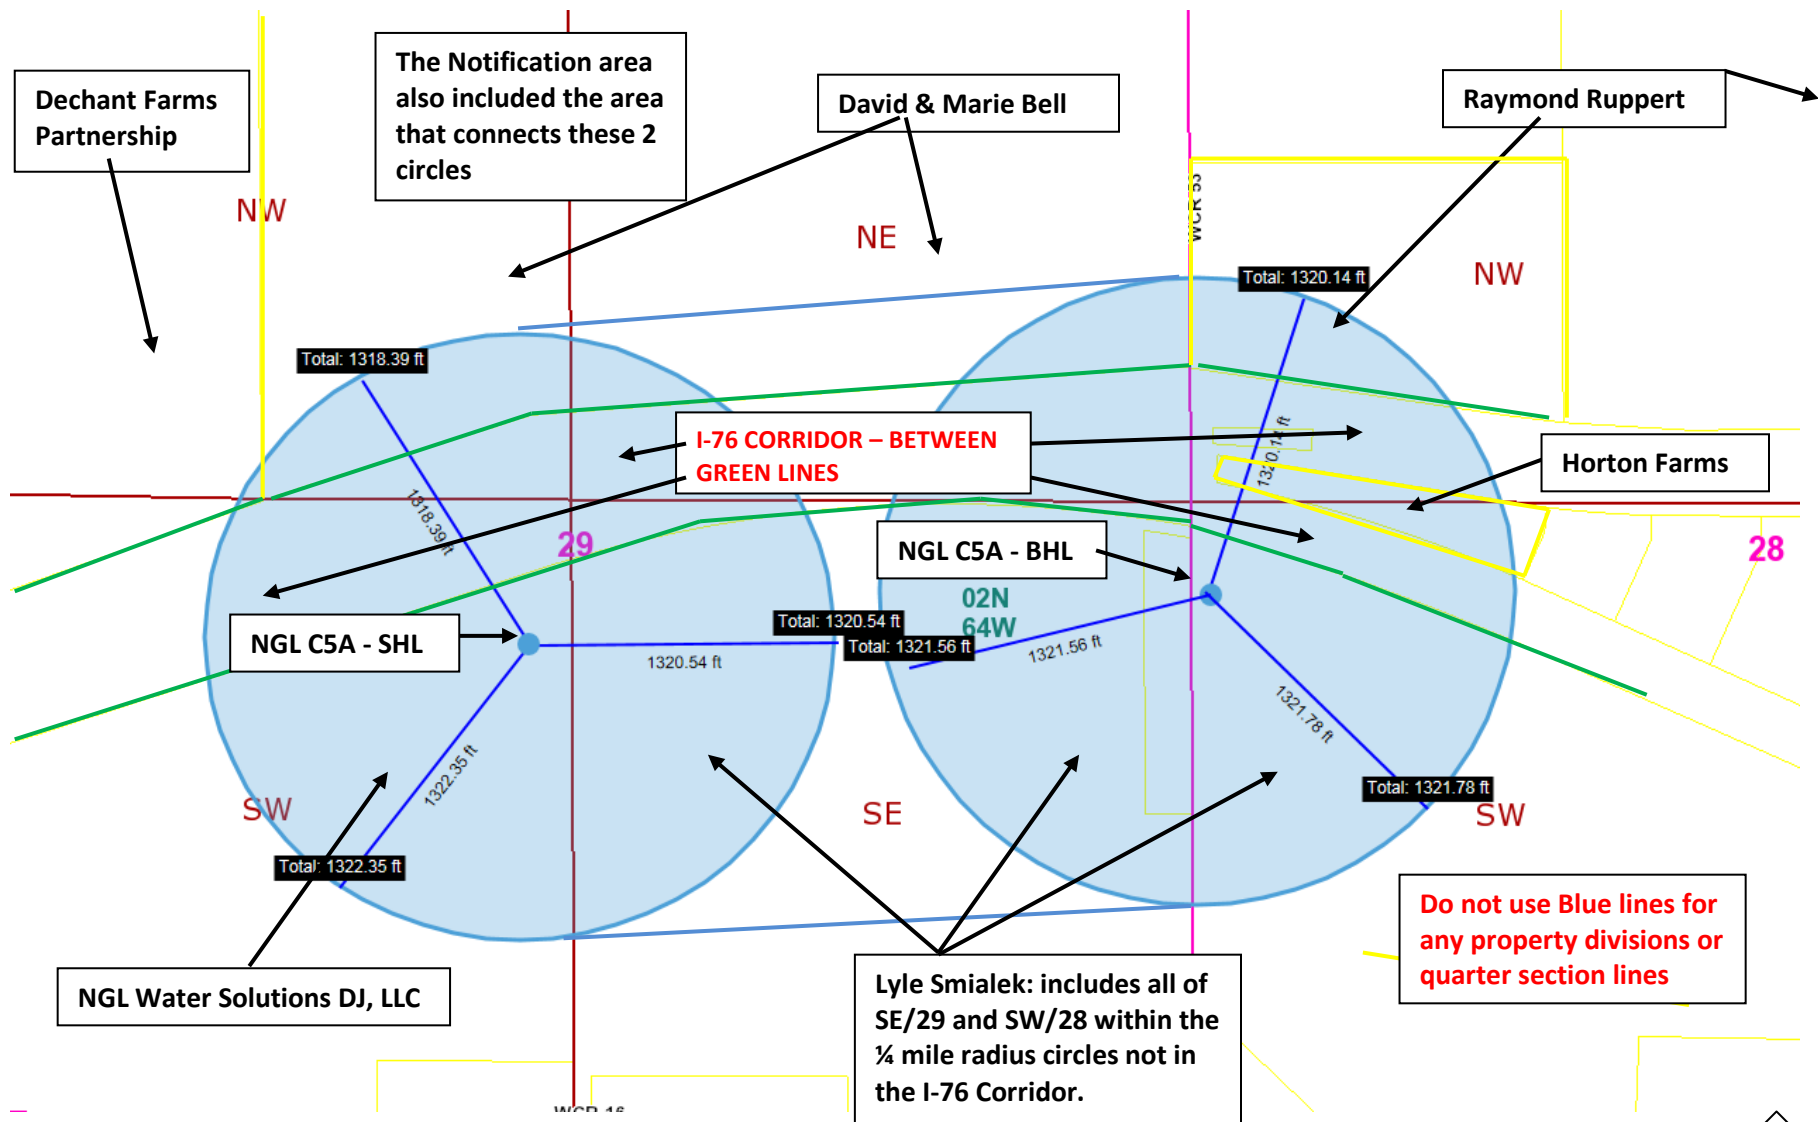 Dechant Farms
Partnership
The Notification area
also included the area
that connects these 2
circles
David & Marie Bell
Raymond Ruppert
NW
NE
NW
Total: 1320.14 ft
Total: 1318.39 ft
1320.14 ft
I-76 CORRIDOR – BETWEEN
GREEN LINES
Horton Farms
1318.39 ft
29
28
NGL C5A - BHL
02N
64W
NGL C5A - SHL
Total: 1320.54 ft
Total: 1321.56 ft
1320.54 ft
1321.56 ft
1321.78 ft
1322.35 ft
SW
SE
SW
Total: 1321.78 ft
Total: 1322.35 ft
NGL Water Solutions DJ, LLC
Lyle Smialek: includes all of
SE/29 and SW/28 within the
¼ mile radius circles not in
the I-76 Corridor.
Do not use Blue lines for
any property divisions or
quarter section lines
WCR 16